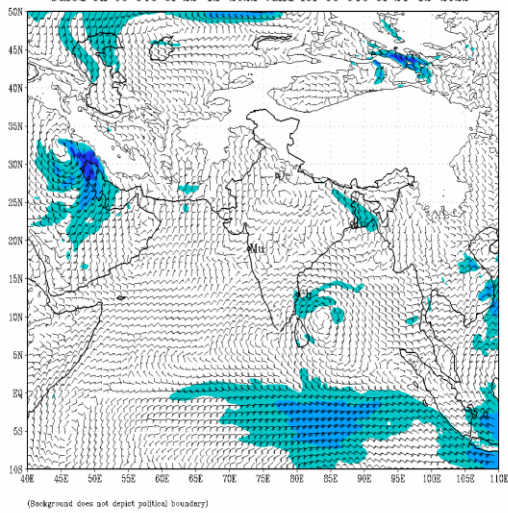 50N
45N
40N
35N
30N
25N
20N
15N
10N
5N
EQ
5S
10S
40E 45E 50E 55E 60E 65E 70E 75E 80E 85E 90E 95E 100E 105E 110E
Mu
(Background does not depict political boundary)